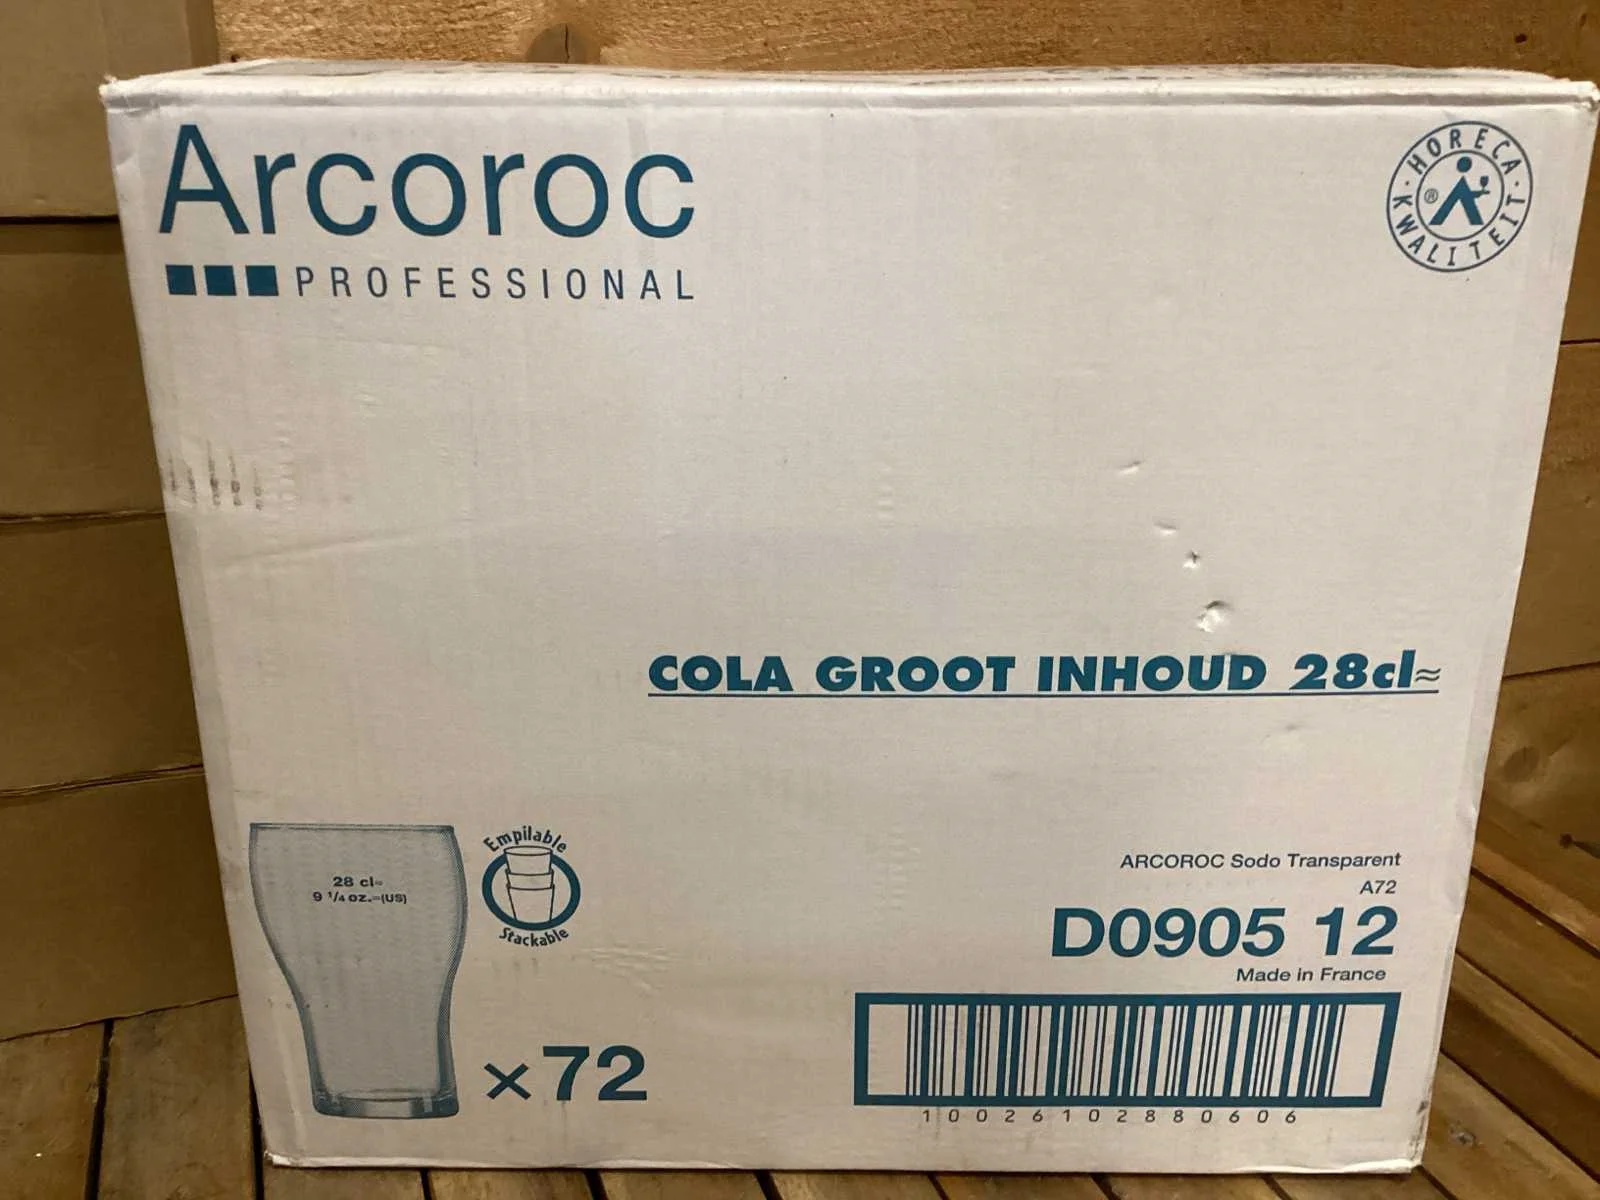 Arcoroc
PROFESSIONAL
HORECA
· KWALITEIT ·
®
COLA GROOT INHOUD 28cl≈
28 cl≈
9 1/4 oz.≈(US)
Empilable
Stackable
×72
ARCOROC Sodo Transparent
A72
D0905 12
Made in France
10026102880606